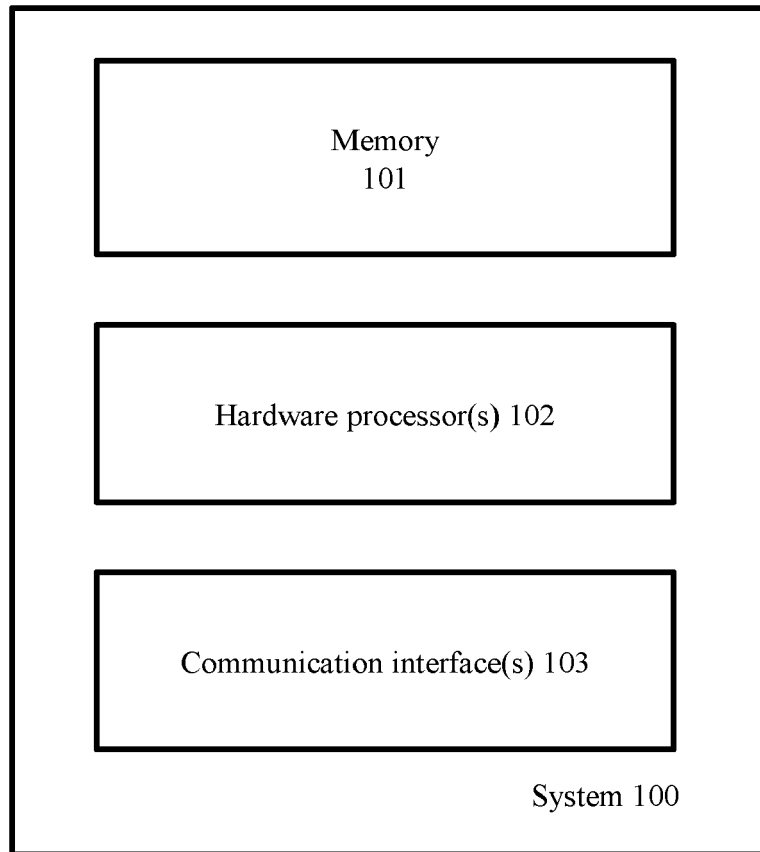 Memory
101
Hardware processor(s) 102
Communication interface(s) 103
System 100